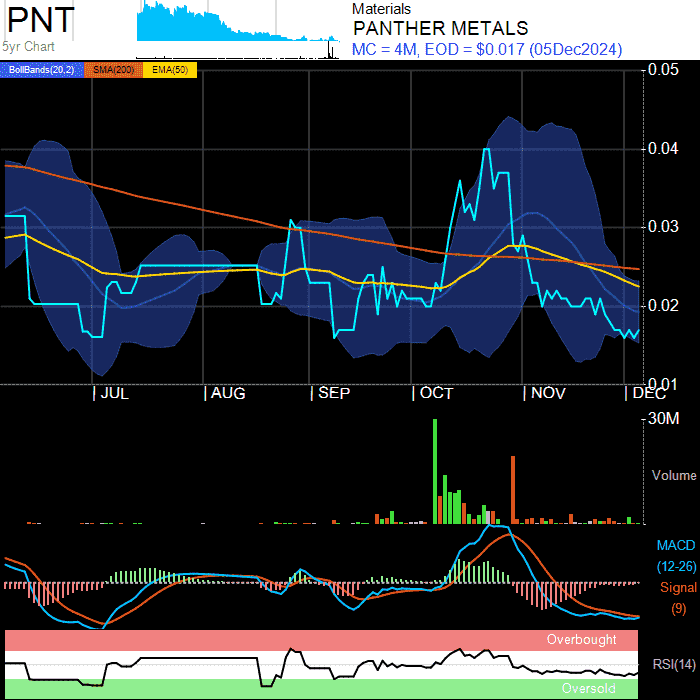 PNT
5yr Chart
Materials
PANTHER METALS
MC = 4M, EOD = $0.017 (05Dec2024)
BollBands(20,2) SMA(200) EMA(50)
0.05
0.04
0.03
0.02
0.01
| JUL | AUG | SEP | OCT | NOV | DEC
30M
Volume
MACD
(12-26)
Signal
(9)
Overbought
RSI(14)
Oversold